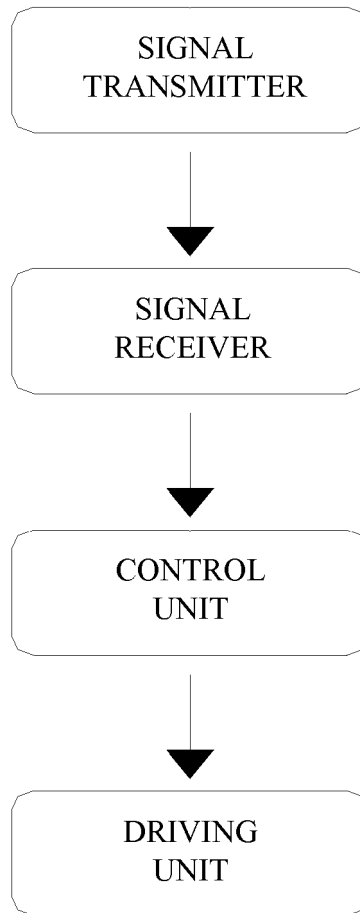 SIGNAL
TRANSMITTER
SIGNAL
RECEIVER
CONTROL
UNIT
DRIVING
UNIT